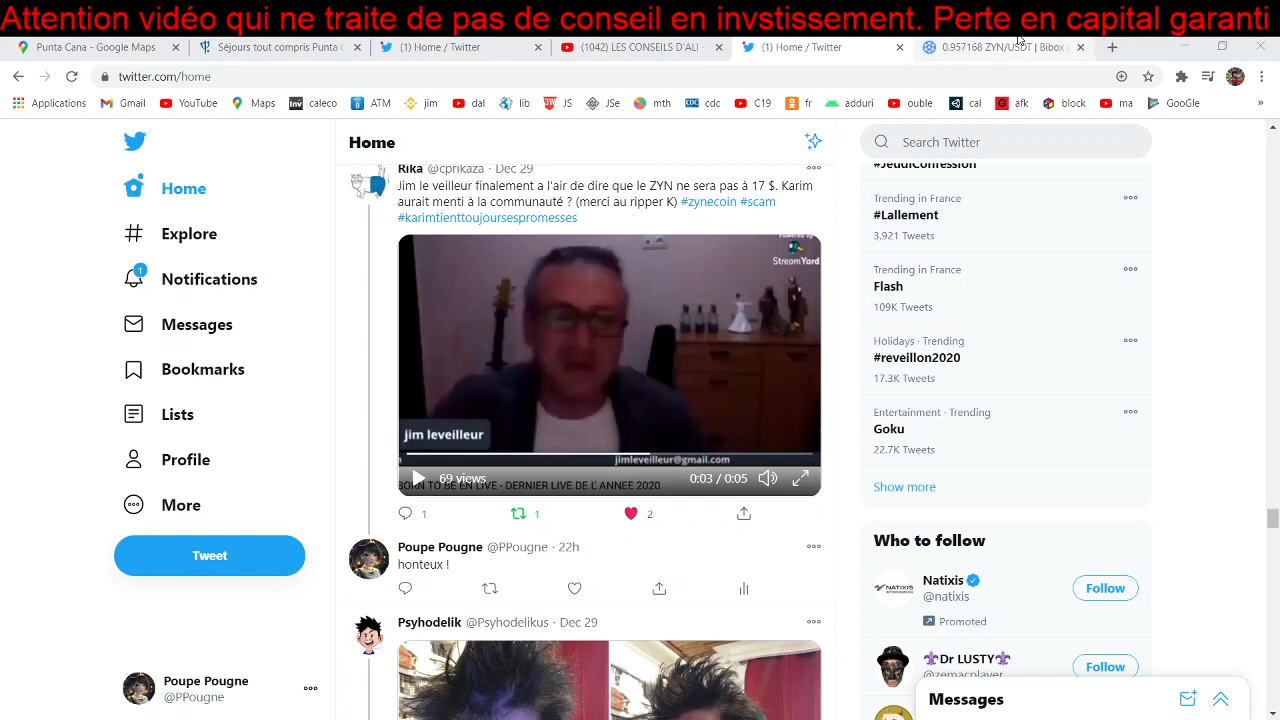 Attention vidéo qui ne traite de pas de conseil en invstissement. Perte en capital garanti
Punta Cana - Google Maps
Séjours tout compris Punta C
(1) Home / Twitter
(1042) LES CONSEILS D'ALI -
(1) Home / Twitter
0.957168 ZYN/USDT | Bibox
twitter.com/home
Applications
Gmail
YouTube
Maps
caleco
ATM
jim
dal
lib
JS
JSe
mth
cdc
C19
fr
adduri
ouble
cal
afk
block
ma
GooGle
»
Home
Search Twitter
Home
Explore
Notifications
1
Messages
Bookmarks
Lists
Profile
More
Tweet
Poupe Pougne
@PPougne
Rika @cprikaza · Dec 29
Jim le veilleur finalement a l'air de dire que le ZYN ne sera pas à 17 $. Karim
aurait menti à la communauté ? (merci au ripper K) #zynecoin #scam
#karimtienttoujoursespromesses
Powered by
StreamYard
jim leveilleur
jimleveilleur@gmail.com
69 views
0:03 / 0:05
BORN TO BE EN LIVE - DERNIER LIVE DE L' ANNEE 2020
1
1
2
Poupe Pougne @PPougne · 22h
honteux !
Psyhodelik @Psyhodelikus · Dec 29
#JeudiConfession
Trending in France
#Lallement
3,921 Tweets
Trending in France
Flash
109K Tweets
Holidays · Trending
#reveillon2020
17.3K Tweets
Entertainment · Trending
Goku
22.7K Tweets
Show more
Who to follow
NATIXIS
Natixis
@natixis
Follow
Promoted
Dr LUSTY
@zemacplayer
Follow
Messages